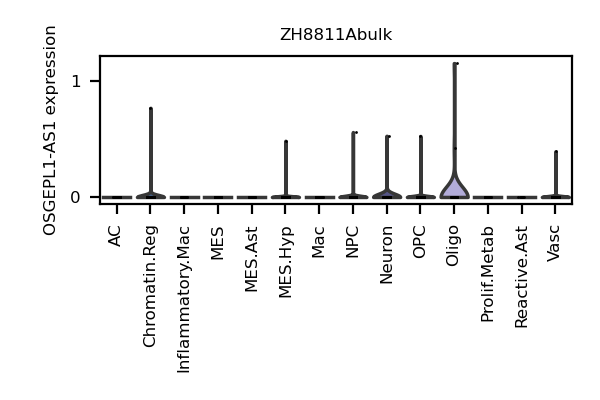 ZH8811Abulk
OSGEPL1-AS1 expression
1
0
AC
Chromatin.Reg
Inflammatory.Mac
MES
MES.Ast
MES.Hyp
Mac
NPC
Neuron
OPC
Oligo
Prolif.Metab
Reactive.Ast
Vasc